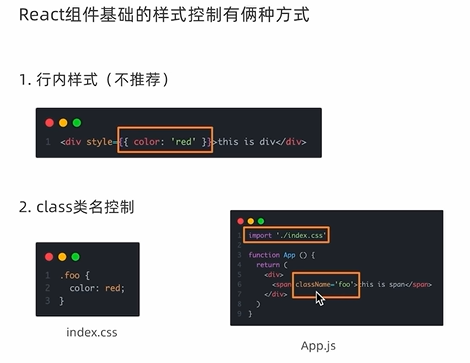 React组件基础的样式控制有俩种方式
1. 行内样式（不推荐）
1 <div style={{ color: 'red' }}>this is div</div>
2. class类名控制
1 .foo {
2 color: red;
3 }
index.css
1 import './index.css'
2
3 function App () {
4 return (
5 <div>
6 <span className='foo'>this is span</span>
7 </div>
8 )
9 }
App.js